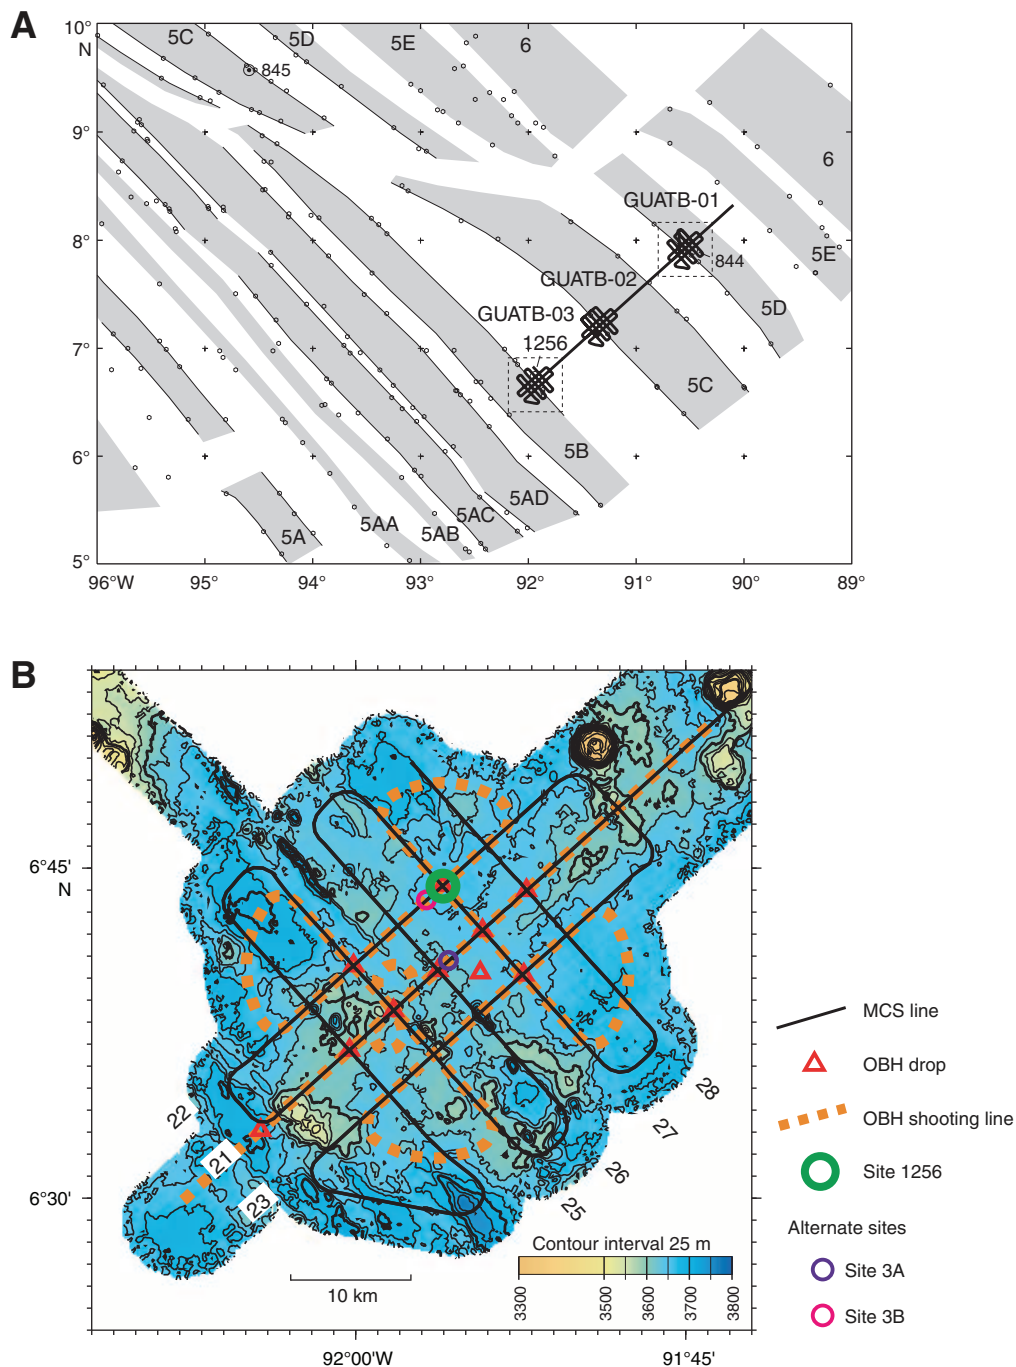 A
10°
N
9°
8°
7°
6°
5°
96°W
95°
94°
93°
92°
91°
90°
89°
5C
5D
5E
6
845
6
GUATB-01
5E
844
GUATB-02
5D
GUATB-03
1256
5C
5B
5AD
5AC
5AB
5AA
5A
B
6°45'
N
6°30'
92°00'W
91°45'
22
21
23
25
26
27
28
Contour interval 25 m
3300
3500
3600
3700
3800
10 km
MCS line
OBH drop
OBH shooting line
Site 1256
Alternate sites
Site 3A
Site 3B